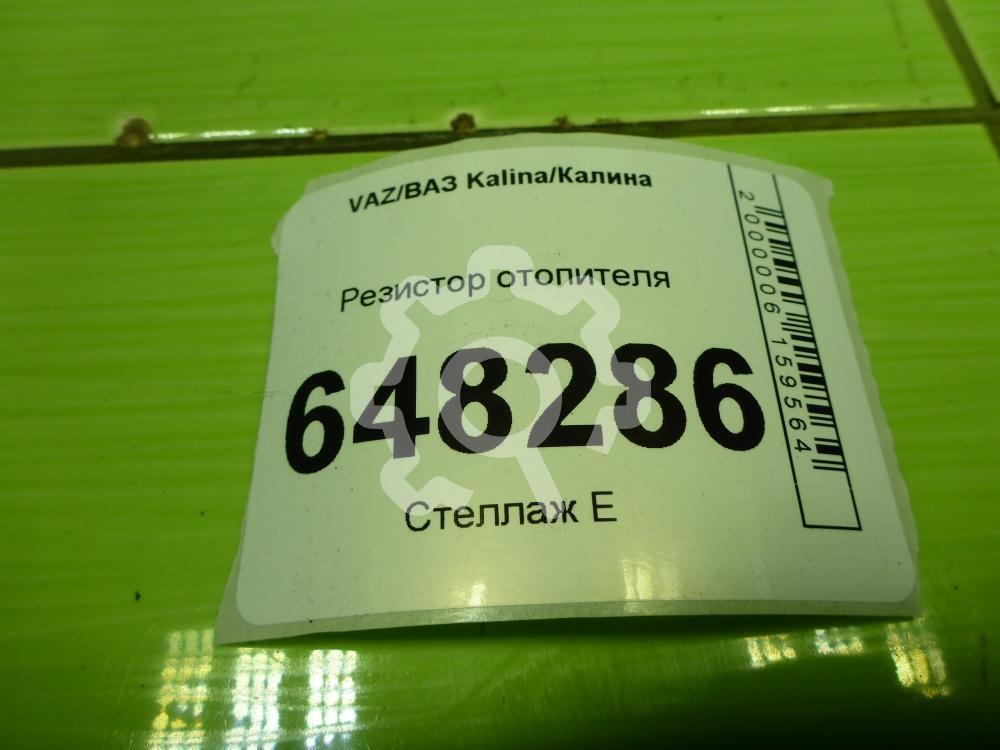 VAZ/ВАЗ Kalina/Калина
Резистор отопителя
648286
Стеллаж Е
2000006159564